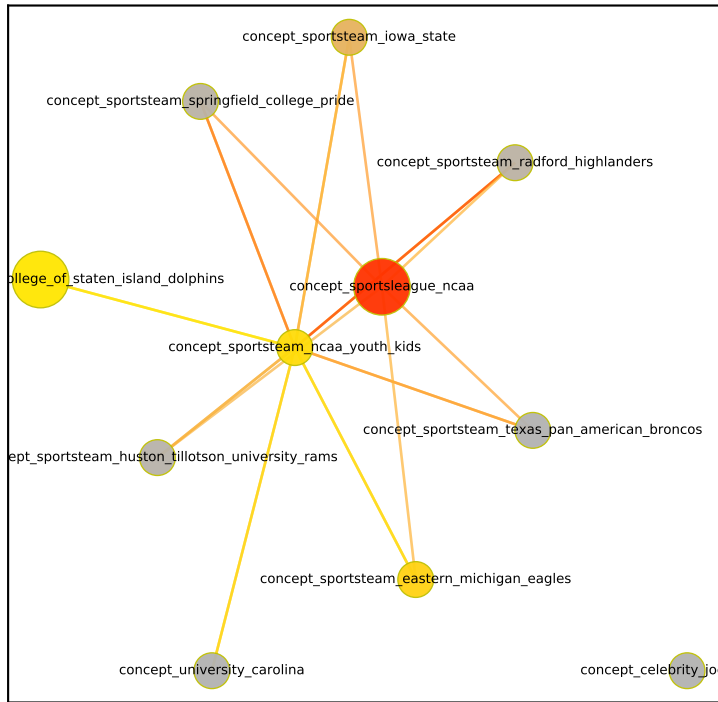 concept_sportsteam_iowa_state
concept_sportsteam_springfield_college_pride
concept_sportsteam_radford_highlanders
ollege_of_staten_island_dolphins
concept_sportsleague_ncaa
concept_sportsteam_ncaa_youth_kids
concept_sportsteam_texas_pan_american_broncos
ept_sportsteam_huston_tillotson_university_rams
concept_sportsteam_eastern_michigan_eagles
concept_university_carolina
concept_celebrity_jo